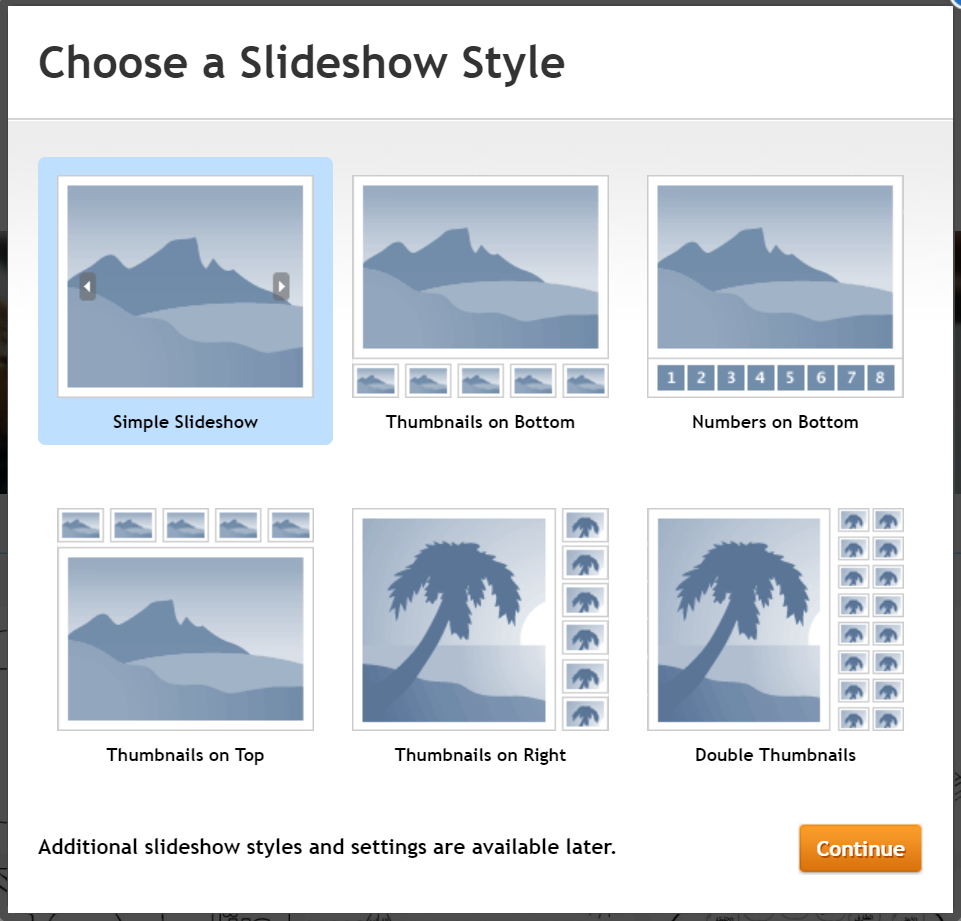 Choose a Slideshow Style
Simple Slideshow
Thumbnails on Bottom
1 2 3 4 5 6 7 8
Numbers on Bottom
Thumbnails on Top
Thumbnails on Right
Double Thumbnails
Additional slideshow styles and settings are available later.
Continue